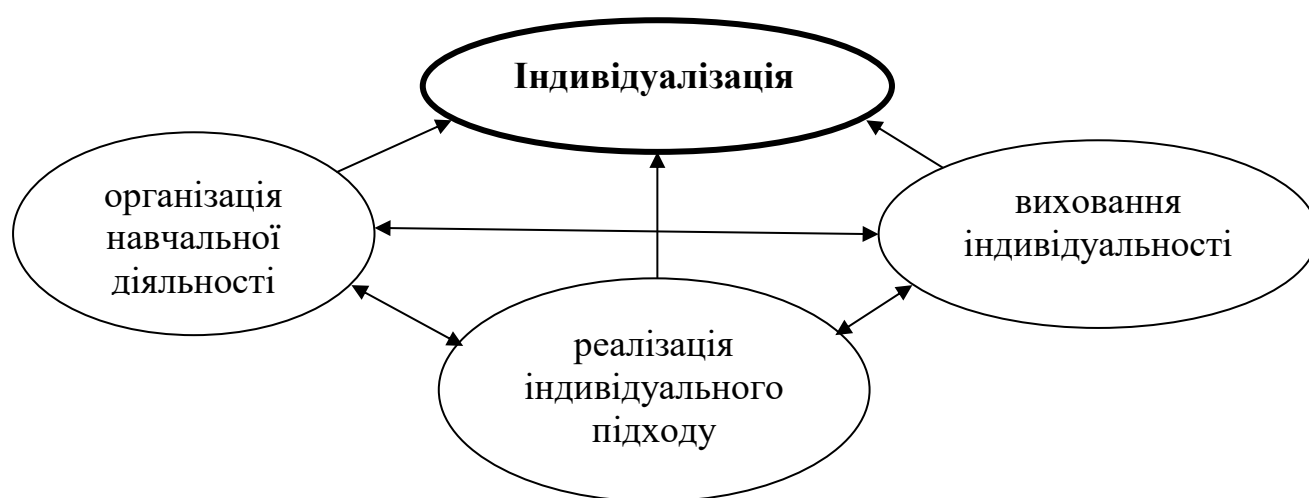 Індивідуалізація
організація
навчальної
діяльності
виховання
індивідуальності
реалізація
індивідуального
підходу